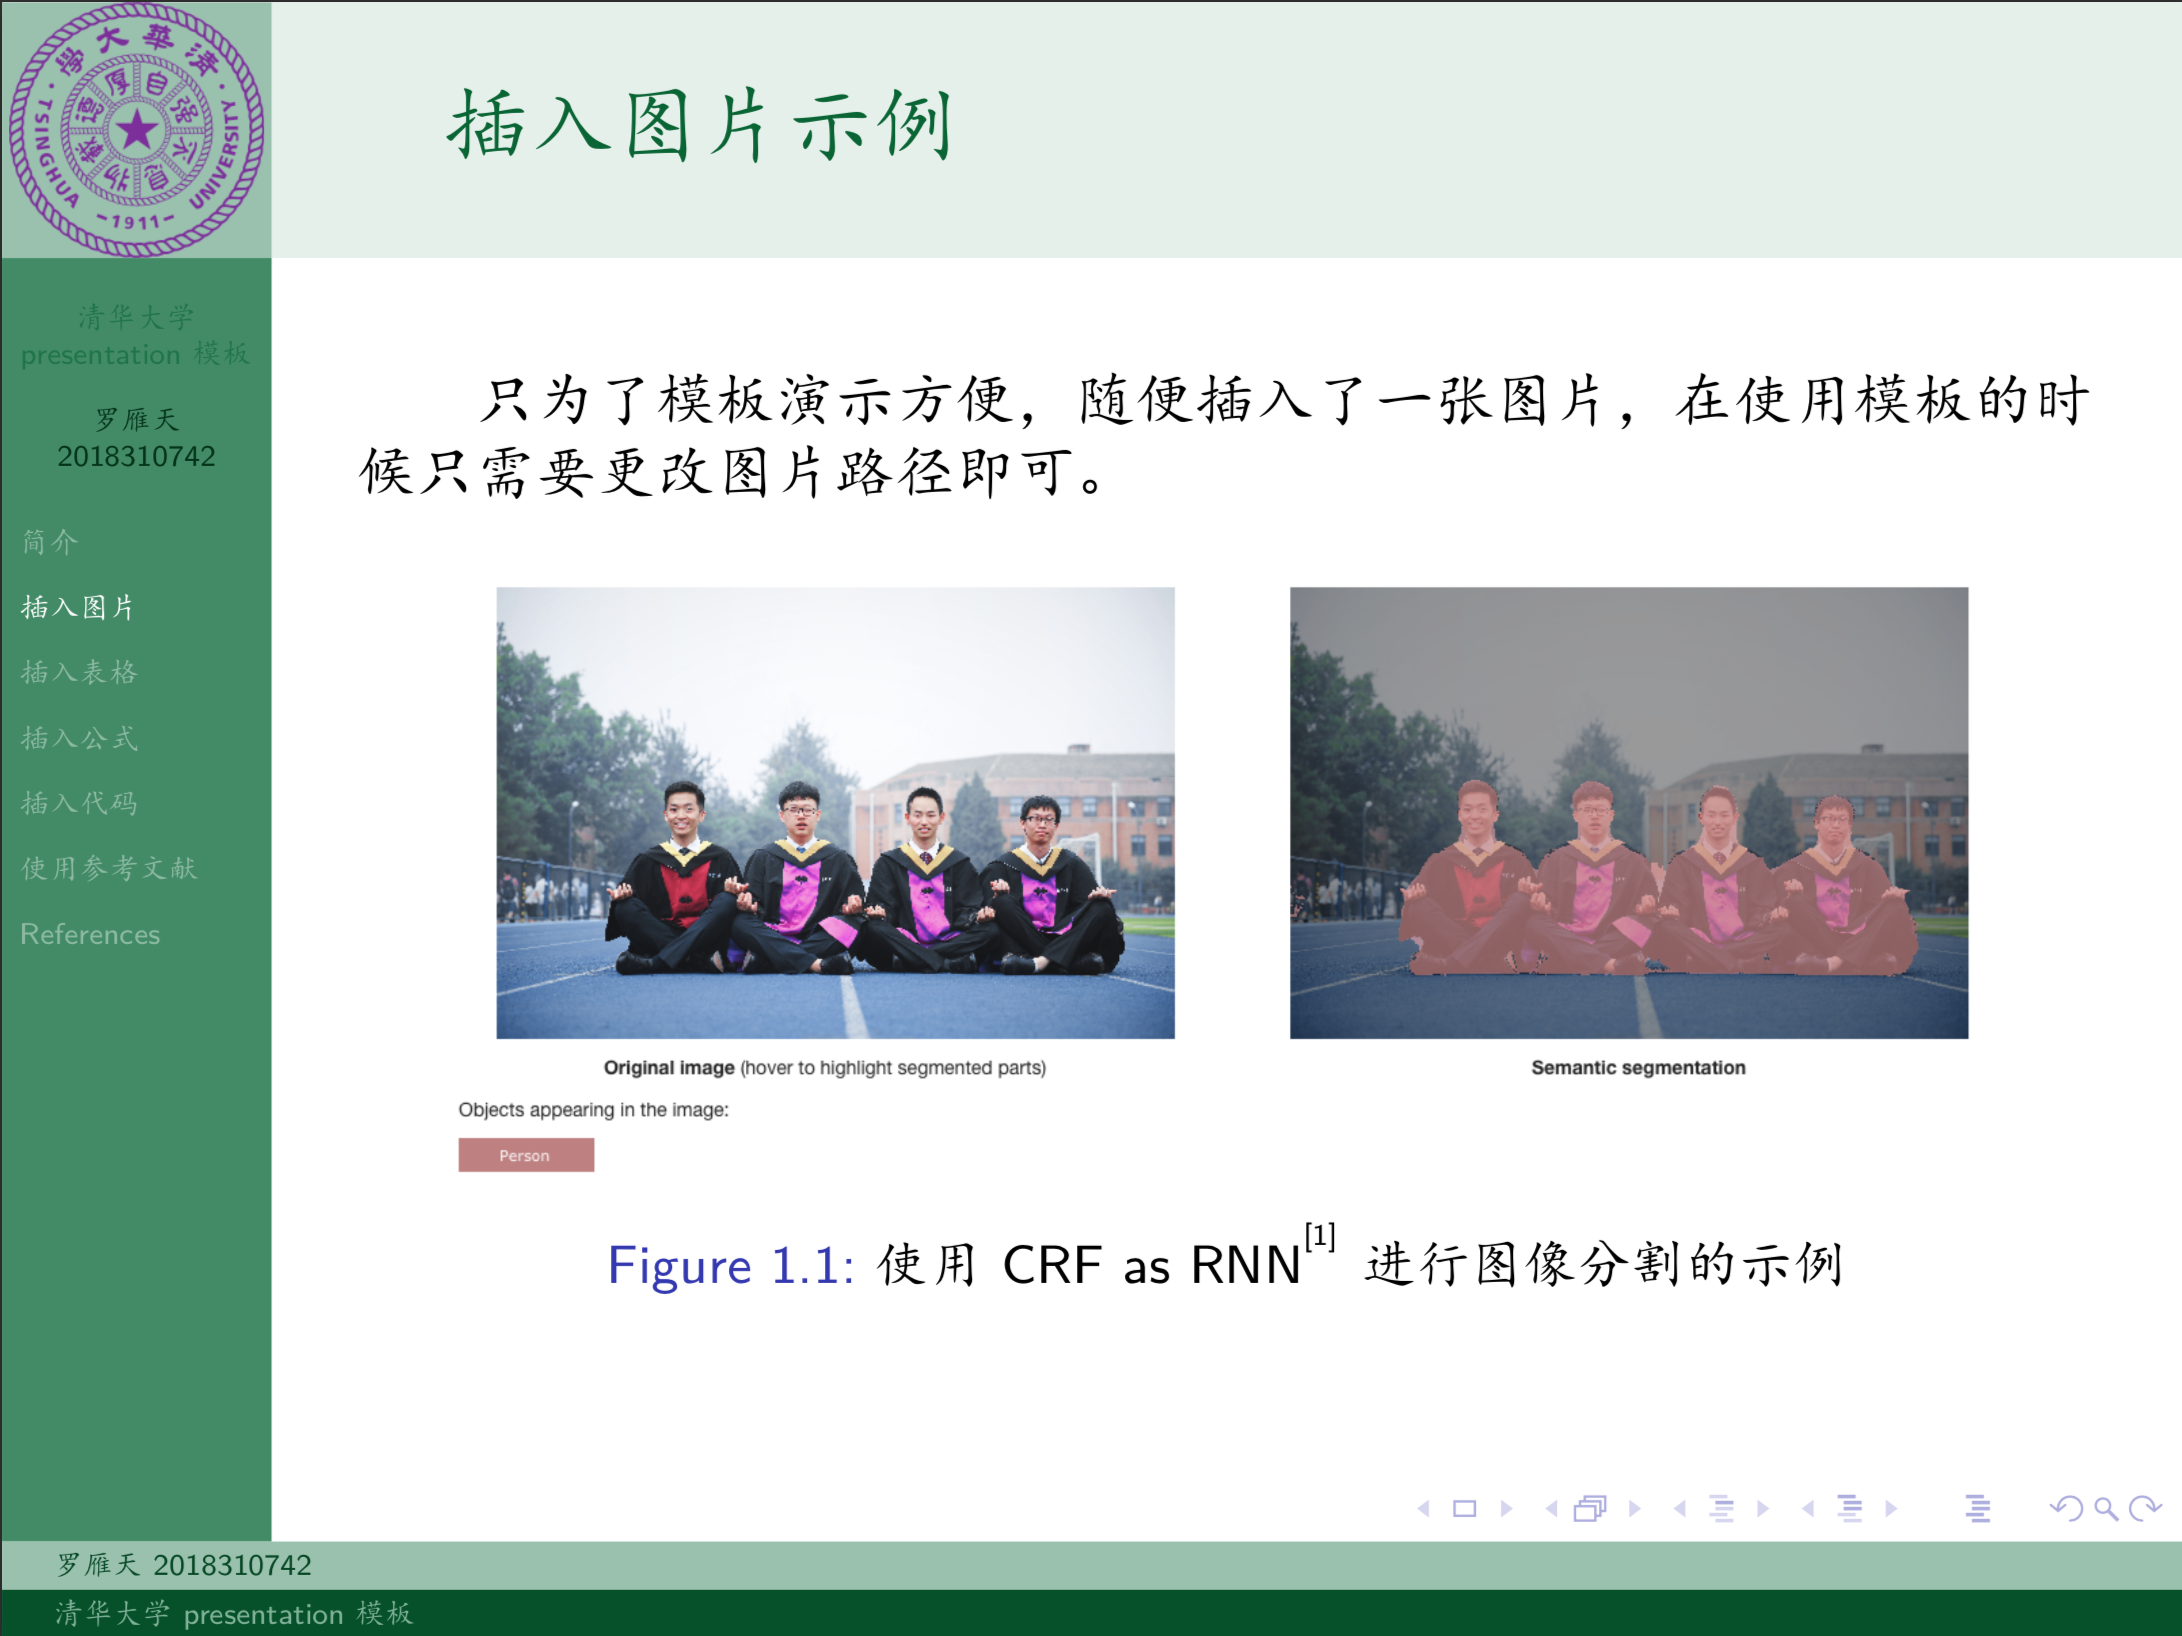 清華大學
TSINGHUA UNIVERSITY
-1911-
自强不息
厚德载物
插入图片示例
清华大学
presentation 模板
罗雁天
2018310742
简介
插入图片
插入表格
插入公式
插入代码
使用参考文献
References
只为了模板演示方便，随便插入了一张图片，在使用模板的时
候只需要更改图片路径即可。
Original image (hover to highlight segmented parts)
Semantic segmentation
Objects appearing in the image:
Person
Figure 1.1: 使用 CRF as RNN[1] 进行图像分割的示例
罗雁天 2018310742
清华大学 presentation 模板